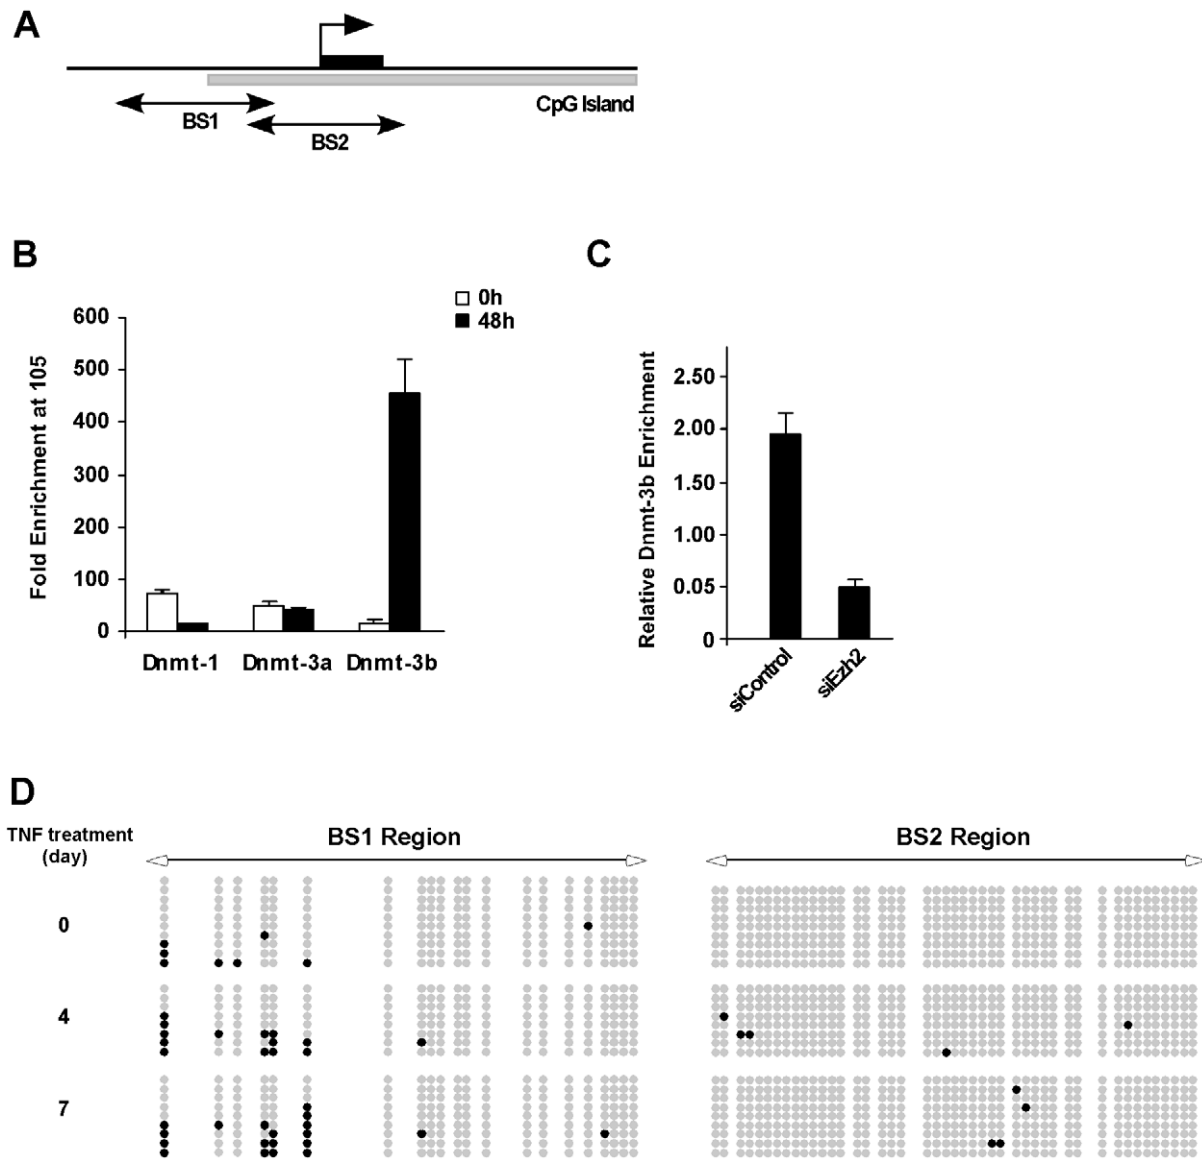 A
CpG Island
BS1
BS2
B
0h
48h
Fold Enrichment at 105
600
500
400
300
200
100
0
Dnmt-1 Dnmt-3a Dnmt-3b
C
Relative Dnmt-3b Enrichment
2.50
2.00
1.50
1.00
0.05
0
siControl
siEzh2
D
TNF treatment
(day)
BS1 Region
BS2 Region
0
4
7